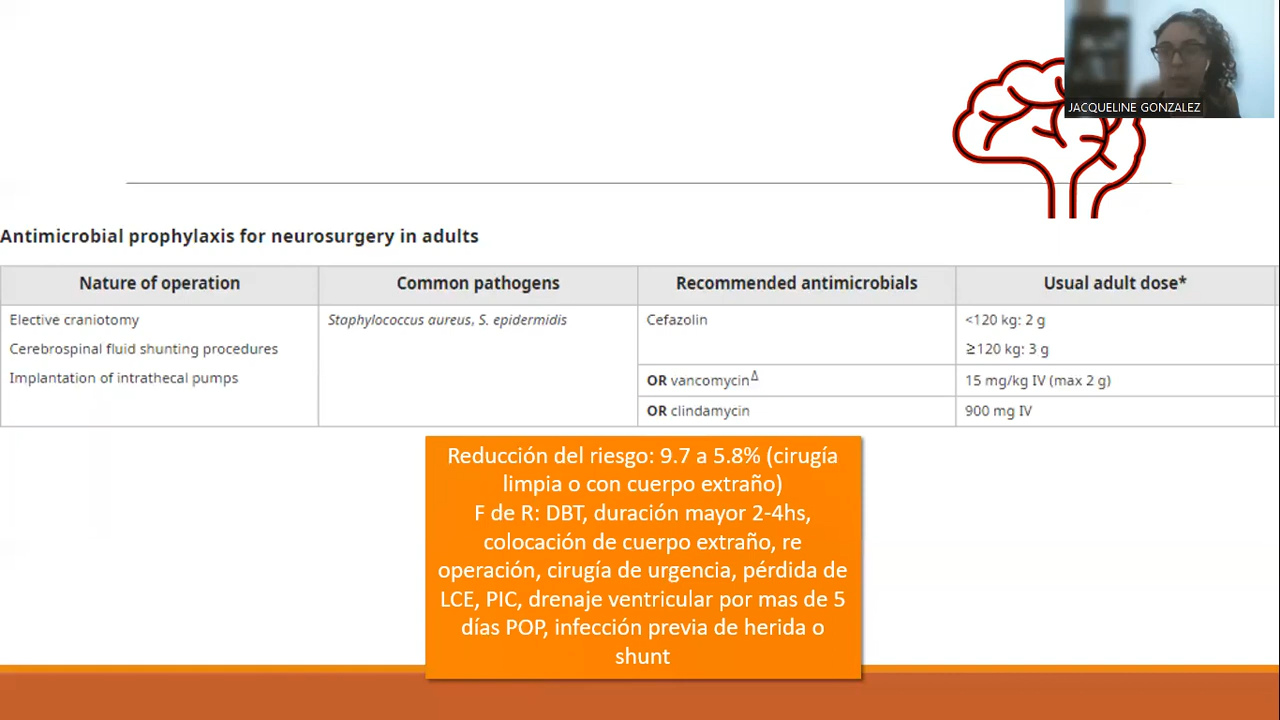 JACQUELINE GONZALEZ
Antimicrobial prophylaxis for neurosurgery in adults
Nature of operation
Common pathogens
Recommended antimicrobials
Usual adult dose*
Elective craniotomy
Cerebrospinal fluid shunting procedures
Implantation of intrathecal pumps
Staphylococcus aureus, S. epidermidis
Cefazolin
<120 kg: 2 g
≥120 kg: 3 g
OR vancomycinΔ
15 mg/kg IV (max 2 g)
OR clindamycin
900 mg IV
Reducción del riesgo: 9.7 a 5.8% (cirugía
limpia o con cuerpo extraño)
F de R: DBT, duración mayor 2-4hs,
colocación de cuerpo extraño, re
operación, cirugía de urgencia, pérdida de
LCE, PIC, drenaje ventricular por mas de 5
días POP, infección previa de herida o
shunt